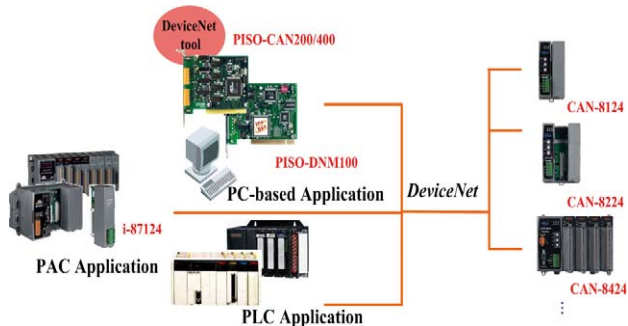 DeviceNet
tool
PISO-CAN200/400
CAN-8124
PISO-DNM100
PC-based Application
DeviceNet
CAN-8224
i-87124
PAC Application
CAN-8424
PLC Application